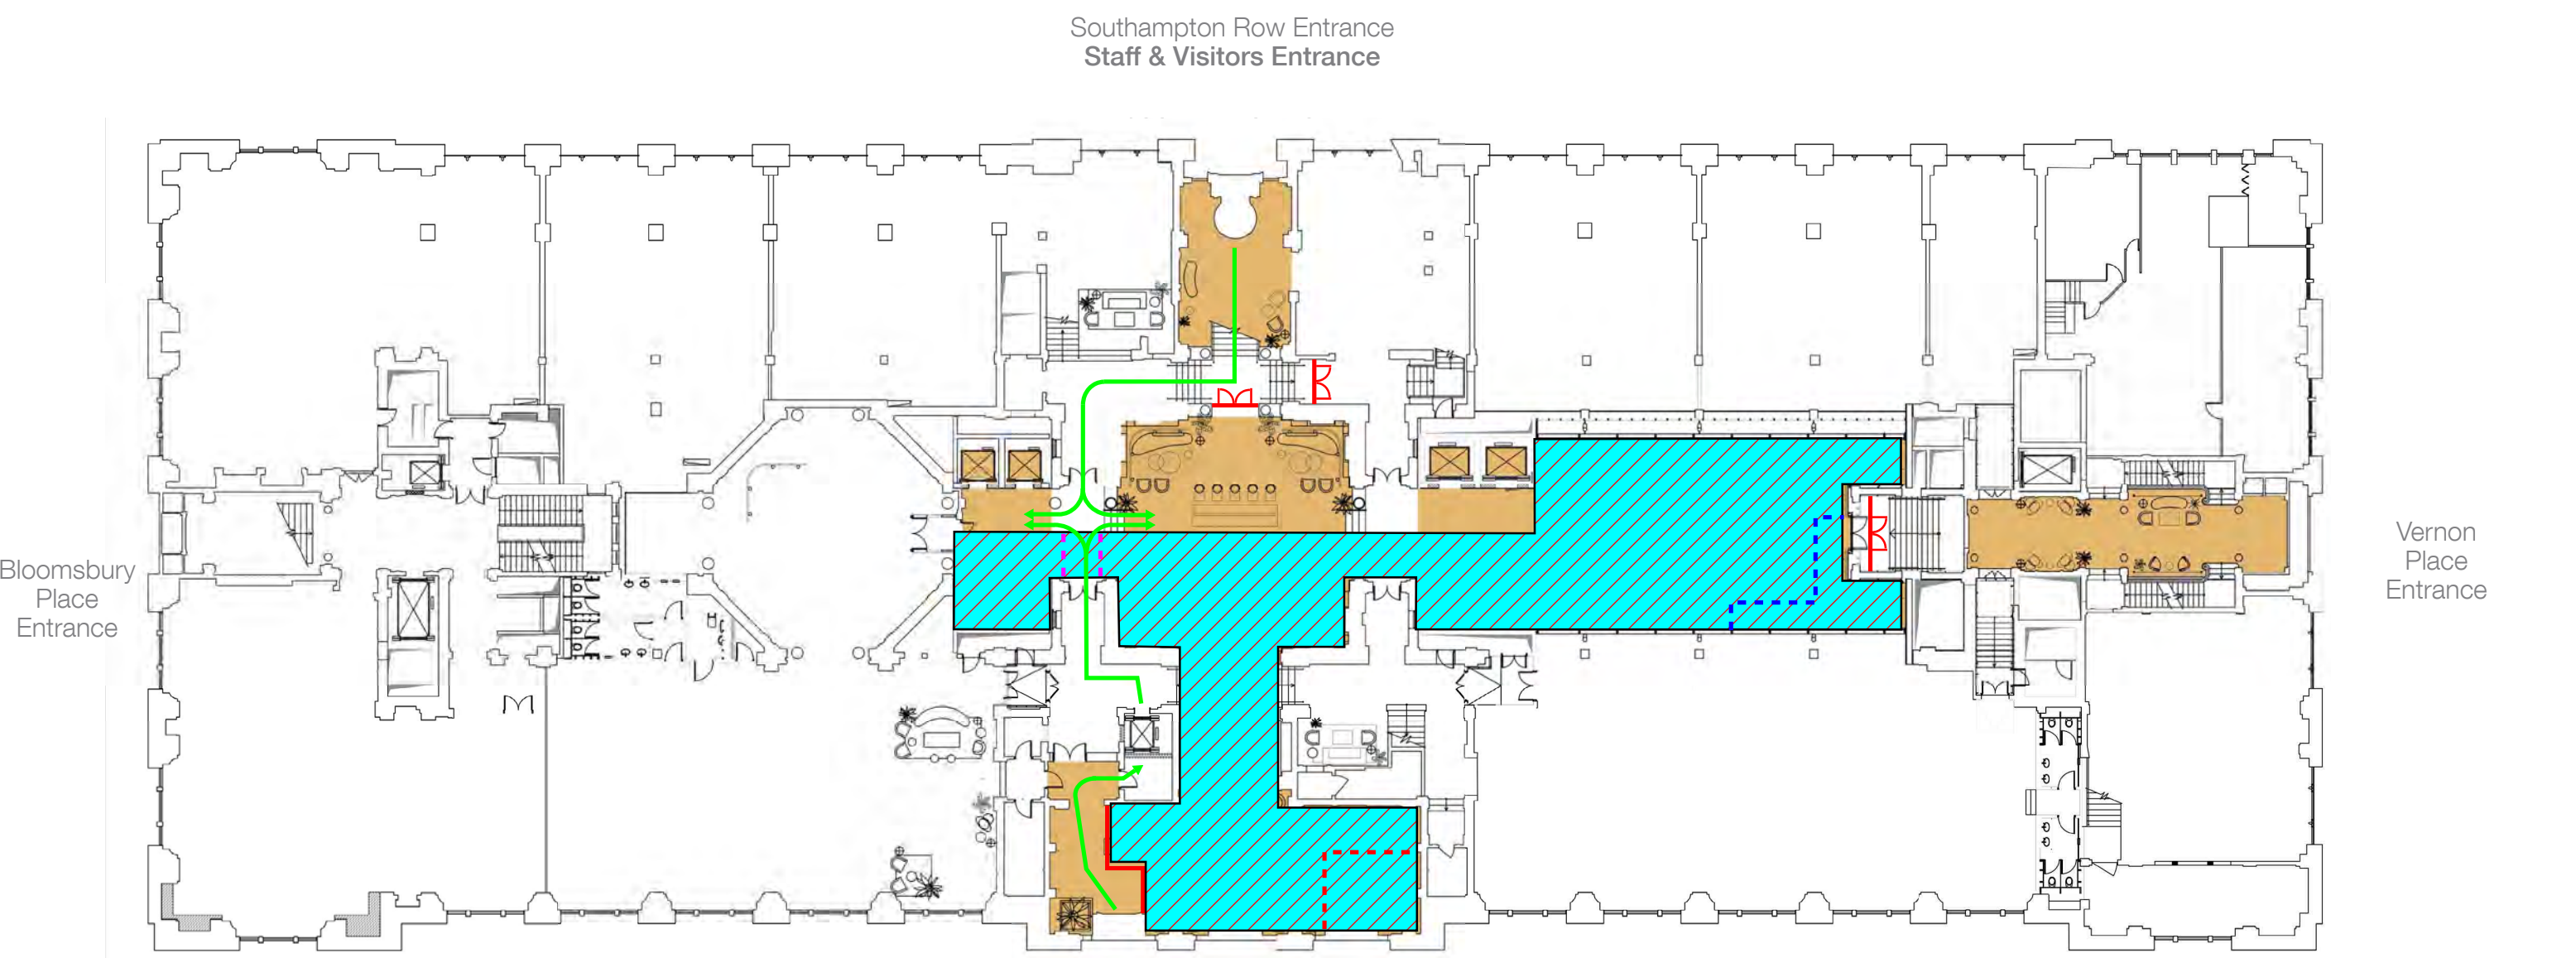 Southampton Row Entrance
Staff & Visitors Entrance
Bloomsbury
Place
Entrance
Vernon
Place
Entrance